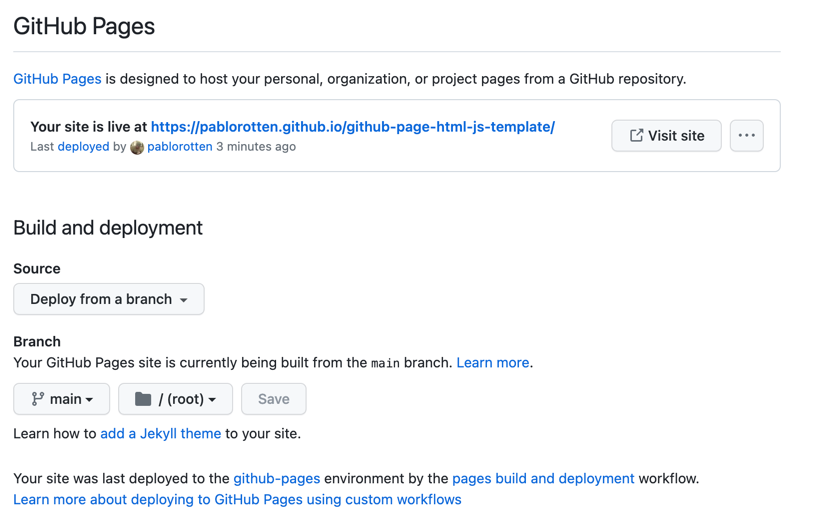 GitHub Pages
GitHub Pages is designed to host your personal, organization, or project pages from a GitHub repository.
Your site is live at https://pablorotten.github.io/github-page-html-js-template/
Last deployed by pablorotten 3 minutes ago
Visit site
Build and deployment
Source
Deploy from a branch
Branch
Your GitHub Pages site is currently being built from the main branch. Learn more.
main
/ (root)
Save
Learn how to add a Jekyll theme to your site.
Your site was last deployed to the github-pages environment by the pages build and deployment workflow.
Learn more about deploying to GitHub Pages using custom workflows